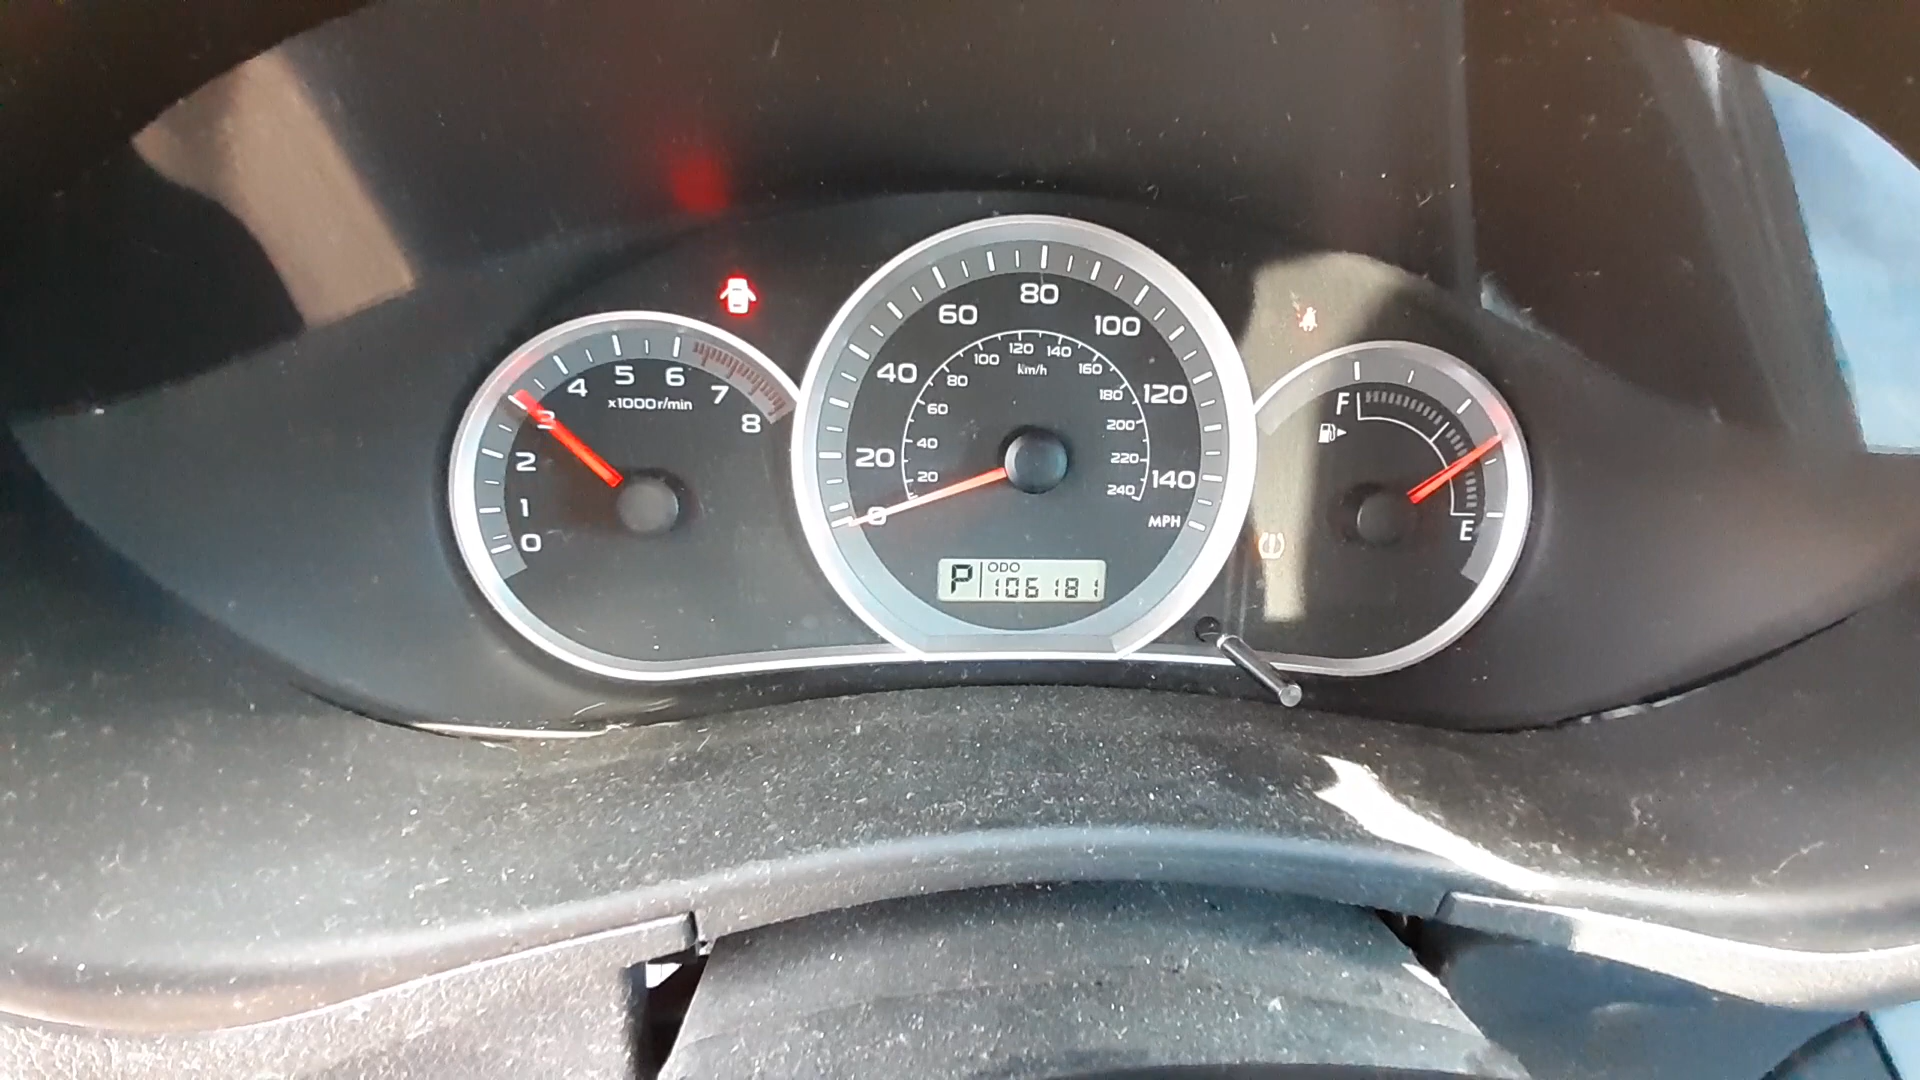 0 1 2 3 4 5 6 7 8
x1000r/min
0 20 40 60 80 100 120 140
MPH
20 40 60 80 100 120 140 160 180 200 220 240
km/h
P ODO
106181
F
E